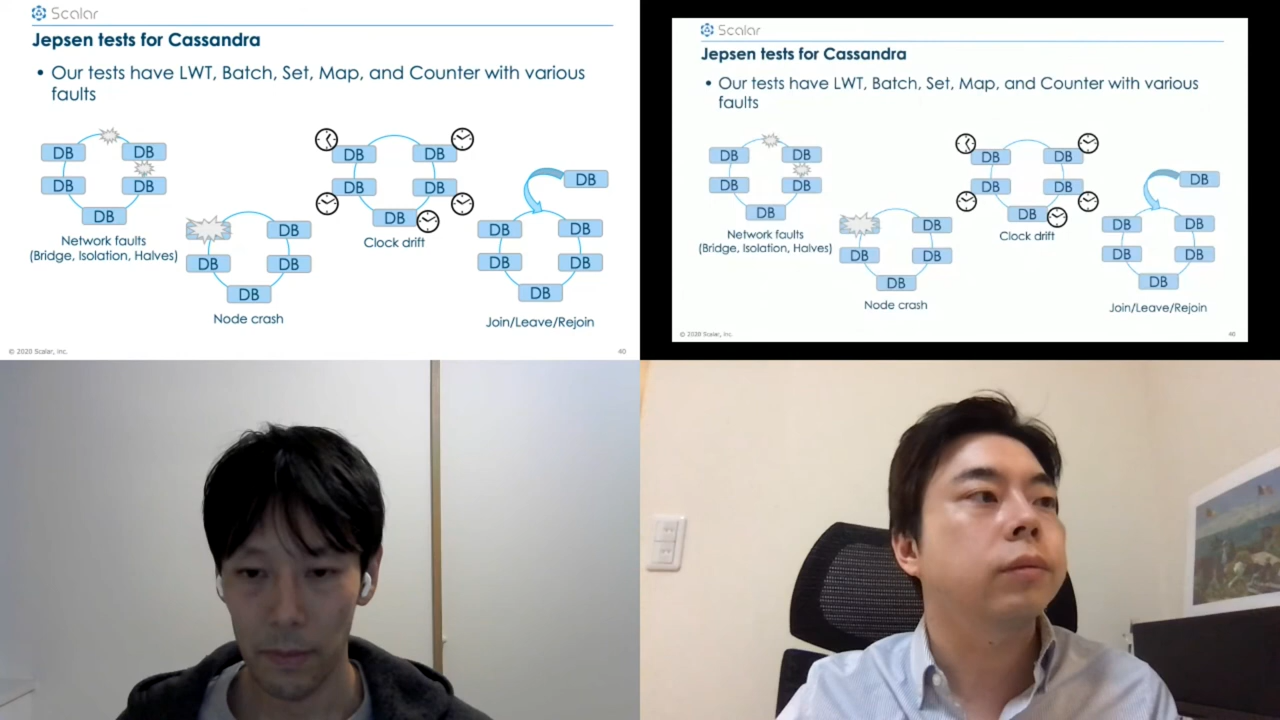 Scalar
Jepsen tests for Cassandra
• Our tests have LWT, Batch, Set, Map, and Counter with various
faults
DB DB
DB DB
DB
Network faults
(Bridge, Isolation, Halves)
DB
DB DB
DB
Node crash
DB DB
DB DB
DB
Clock drift
DB
DB DB
DB DB
DB
Join/Leave/Rejoin
© 2020 Scalar, inc.
40
Scalar
Jepsen tests for Cassandra
• Our tests have LWT, Batch, Set, Map, and Counter with various
faults
DB DB
DB DB
DB
Network faults
(Bridge, Isolation, Halves)
DB
DB DB
DB
Node crash
DB DB
DB DB
DB
Clock drift
DB
DB DB
DB DB
DB
Join/Leave/Rejoin
© 2020 Scalar, inc.
40